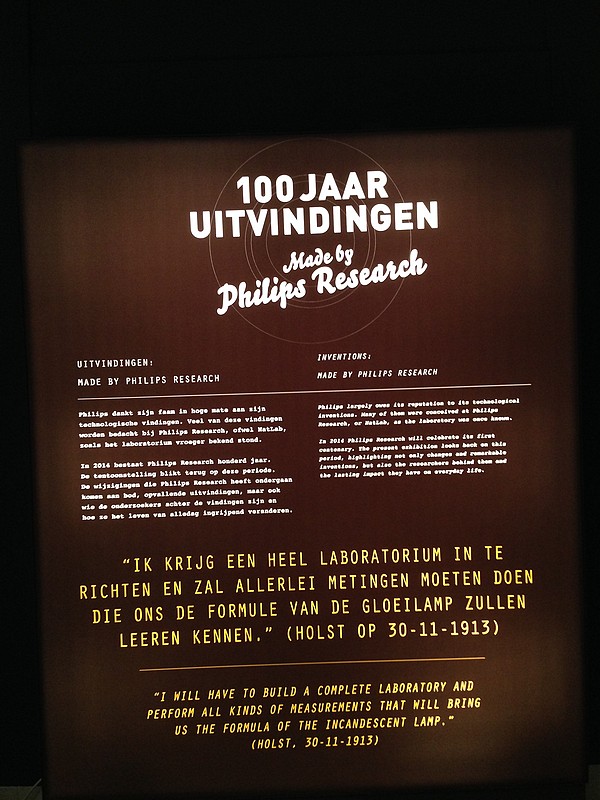 100 JAAR
UITVINDINGEN
Made by
Philips Research
UITVINDINGEN:
MADE BY PHILIPS RESEARCH
Philips dankt zijn faam in hoge mate aan zijn
technologische vindingen. Veel van deze vindingen
worden bedacht bij Philips Research, ofwel NatLab,
zoals het laboratorium vroeger bekend stond.
In 2014 bestaat Philips Research honderd jaar.
De tentoonstelling blikt terug op deze periode.
De wijzigingen die Philips Research heeft ondergaan
komen aan bod, opvallende uitvindingen, maar ook
wie de onderzoekers achter de vindingen zijn en
hoe ze het leven van alledag ingrijpend veranderen.
INVENTIONS:
MADE BY PHILIPS RESEARCH
Philips largely owes its reputation to its technological
inventions. Many of them were conceived at Philips
Research, or NatLab, as the laboratory was once known.
In 2014 Philips Research will celebrate its first
centenary. The present exhibition looks back on this
period, highlighting not only changes and remarkable
inventions, but also the researchers behind them and
the lasting impact they have on everyday life.
"IK KRIJG EEN HEEL LABORATORIUM IN TE
RICHTEN EN ZAL ALLERLEI METINGEN MOETEN DOEN
DIE ONS DE FORMULE VAN DE GLOEILAMP ZULLEN
LEEREN KENNEN." (HOLST OP 30-11-1913)
"I WILL HAVE TO BUILD A COMPLETE LABORATORY AND
PERFORM ALL KINDS OF MEASUREMENTS THAT WILL BRING
US THE FORMULA OF THE INCANDESCENT LAMP."
(HOLST, 30-11-1913)